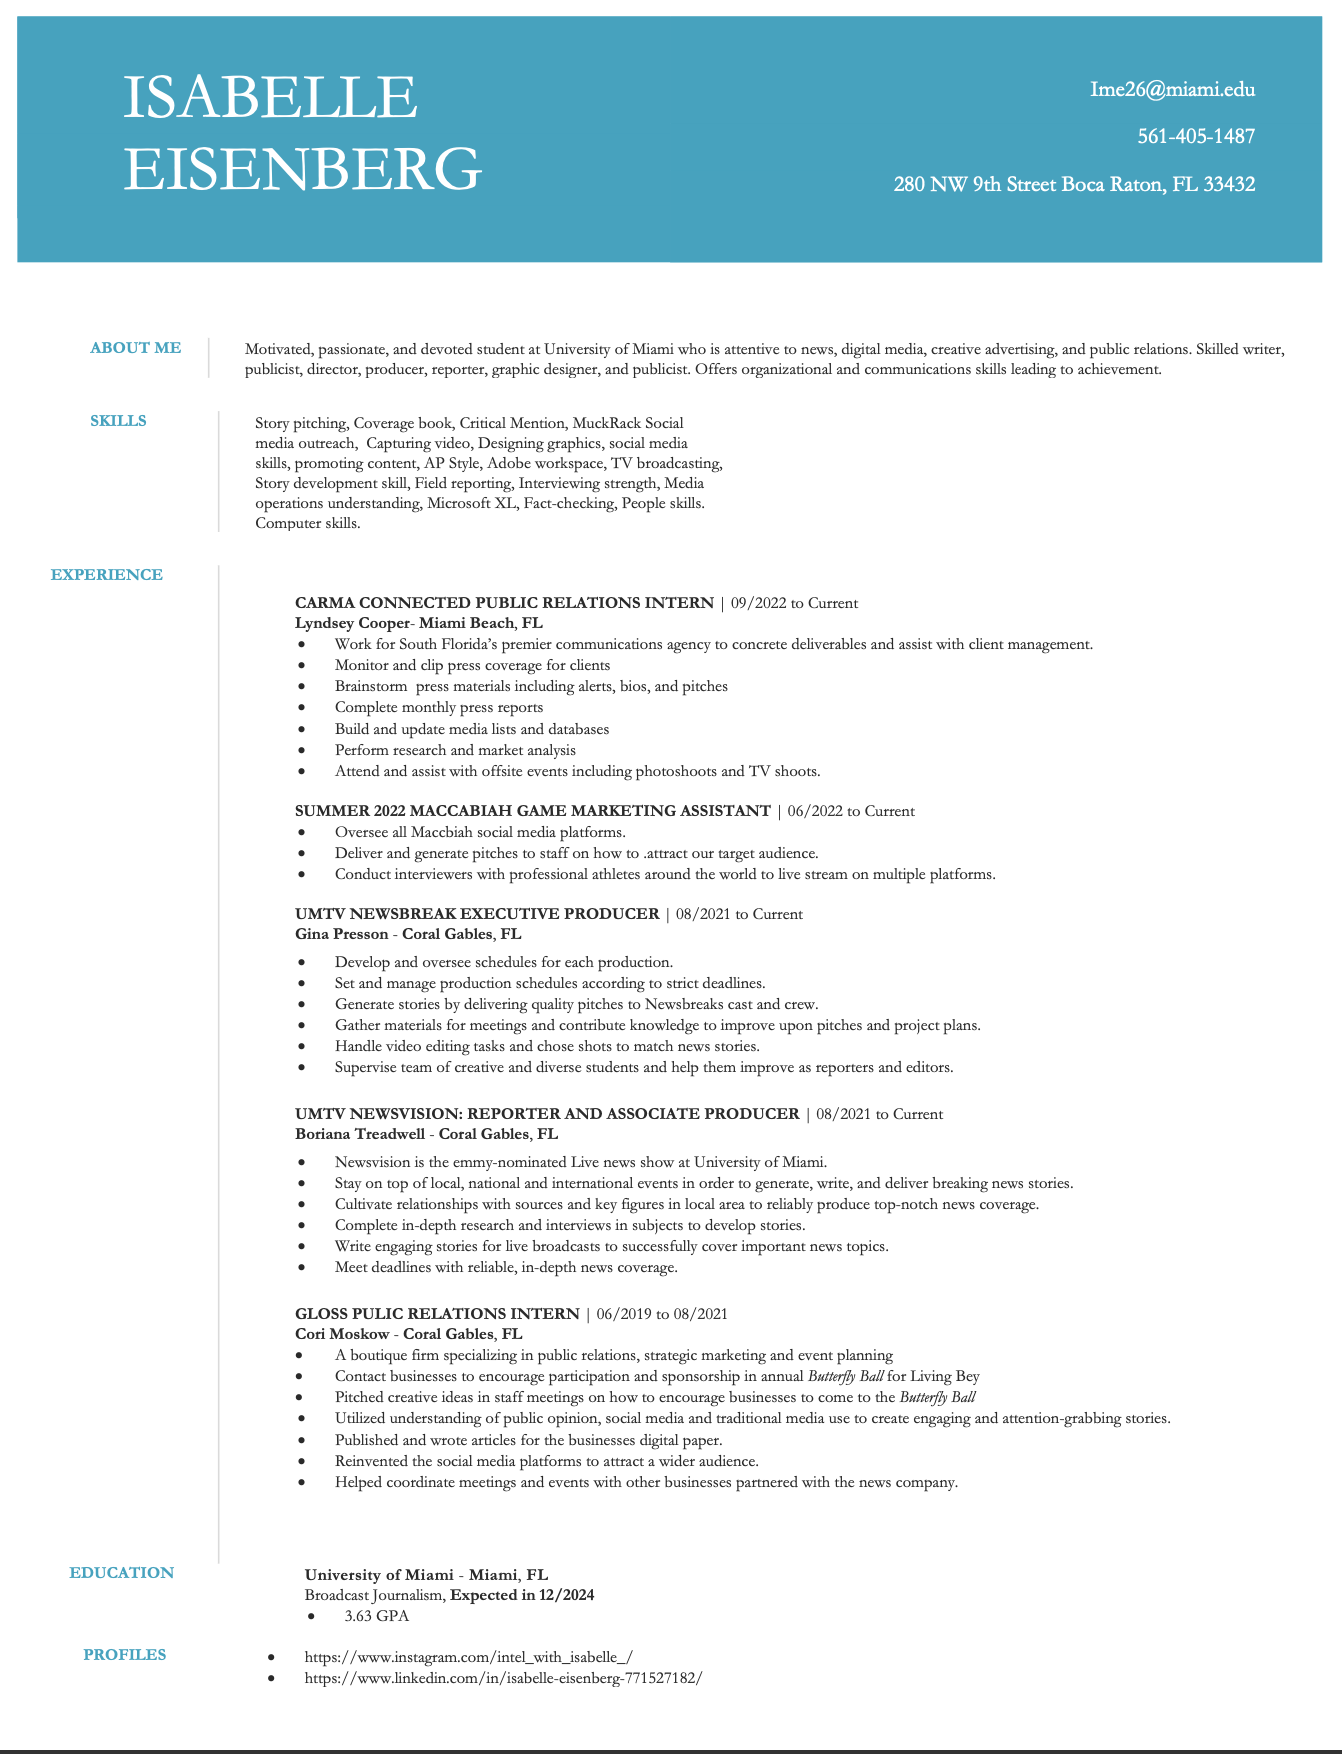 ISABELLE
EISENBERG
Ime26@miami.edu
561-405-1487
280 NW 9th Street Boca Raton, FL 33432
ABOUT ME
Motivated, passionate, and devoted student at University of Miami who is attentive to news, digital media, creative advertising, and public relations. Skilled writer,
publicist, director, producer, reporter, graphic designer, and publicist. Offers organizational and communications skills leading to achievement.
SKILLS
Story pitching, Coverage book, Critical Mention, MuckRack Social
media outreach,  Capturing video, Designing graphics, social media
skills, promoting content, AP Style, Adobe workspace, TV broadcasting,
Story development skill, Field reporting, Interviewing strength, Media
operations understanding, Microsoft XL, Fact-checking, People skills.
Computer skills.
EXPERIENCE
CARMA CONNECTED PUBLIC RELATIONS INTERN | 09/2022 to Current
Lyndsey Cooper- Miami Beach, FL
• Work for South Florida’s premier communications agency to concrete deliverables and assist with client management.
• Monitor and clip press coverage for clients
• Brainstorm  press materials including alerts, bios, and pitches
• Complete monthly press reports
• Build and update media lists and databases
• Perform research and market analysis
• Attend and assist with offsite events including photoshoots and TV shoots.
SUMMER 2022 MACCABIAH GAME MARKETING ASSISTANT | 06/2022 to Current
• Oversee all Maccbiah social media platforms.
• Deliver and generate pitches to staff on how to .attract our target audience.
• Conduct interviewers with professional athletes around the world to live stream on multiple platforms.
UMTV NEWSBREAK EXECUTIVE PRODUCER | 08/2021 to Current
Gina Presson - Coral Gables, FL
• Develop and oversee schedules for each production.
• Set and manage production schedules according to strict deadlines.
• Generate stories by delivering quality pitches to Newsbreaks cast and crew.
• Gather materials for meetings and contribute knowledge to improve upon pitches and project plans.
• Handle video editing tasks and chose shots to match news stories.
• Supervise team of creative and diverse students and help them improve as reporters and editors.
UMTV NEWSVISION: REPORTER AND ASSOCIATE PRODUCER | 08/2021 to Current
Boriana Treadwell - Coral Gables, FL
• Newsvision is the emmy-nominated Live news show at University of Miami.
• Stay on top of local, national and international events in order to generate, write, and deliver breaking news stories.
• Cultivate relationships with sources and key figures in local area to reliably produce top-notch news coverage.
• Complete in-depth research and interviews in subjects to develop stories.
• Write engaging stories for live broadcasts to successfully cover important news topics.
• Meet deadlines with reliable, in-depth news coverage.
GLOSS PULIC RELATIONS INTERN | 06/2019 to 08/2021
Cori Moskow - Coral Gables, FL
• A boutique firm specializing in public relations, strategic marketing and event planning
• Contact businesses to encourage participation and sponsorship in annual Butterfly Ball for Living Bey
• Pitched creative ideas in staff meetings on how to encourage businesses to come to the Butterfly Ball
• Utilized understanding of public opinion, social media and traditional media use to create engaging and attention-grabbing stories.
• Published and wrote articles for the businesses digital paper.
• Reinvented the social media platforms to attract a wider audience.
• Helped coordinate meetings and events with other businesses partnered with the news company.
EDUCATION
University of Miami - Miami, FL
Broadcast Journalism, Expected in 12/2024
• 3.63 GPA
PROFILES
• https://www.instagram.com/intel_with_isabelle_/
• https://www.linkedin.com/in/isabelle-eisenberg-771527182/